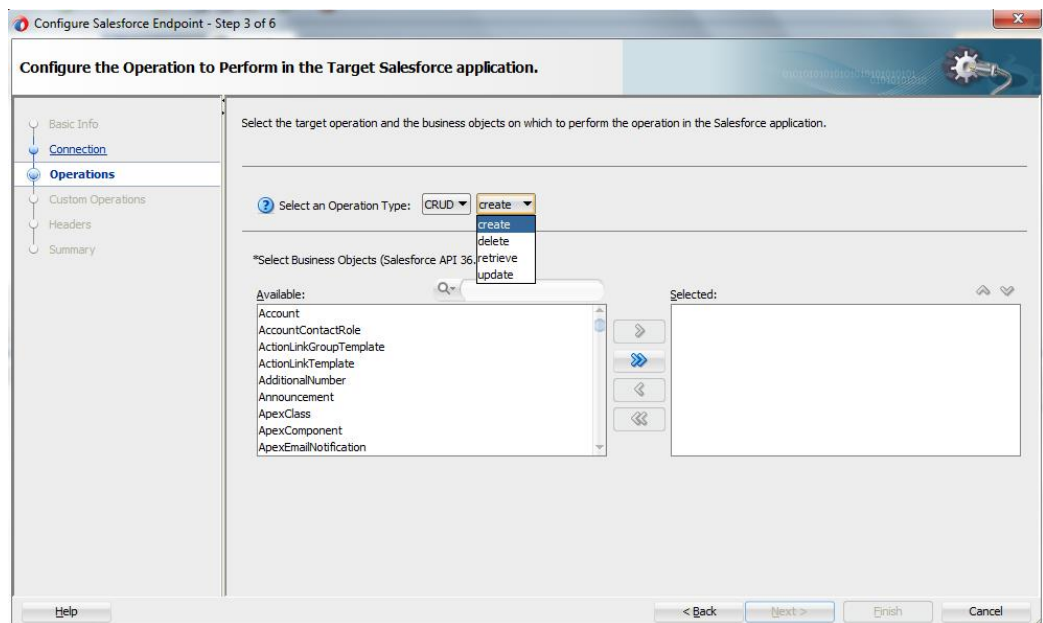 Configure Salesforce Endpoint - Step 3 of 6
Configure the Operation to Perform in the Target Salesforce application.
Basic Info
Connection
Operations
Custom Operations
Headers
Summary
Select the target operation and the business objects on which to perform the operation in the Salesforce application.
Select an Operation Type: CRUD create
create
delete
retrieve
update
*Select Business Objects (Salesforce API 36.
Available:
Account
AccountContactRole
ActionLinkGroupTemplate
ActionLinkTemplate
AdditionalNumber
Announcement
ApexClass
ApexComponent
ApexEmailNotification
Selected:
Help
< Back
Next >
Finish
Cancel